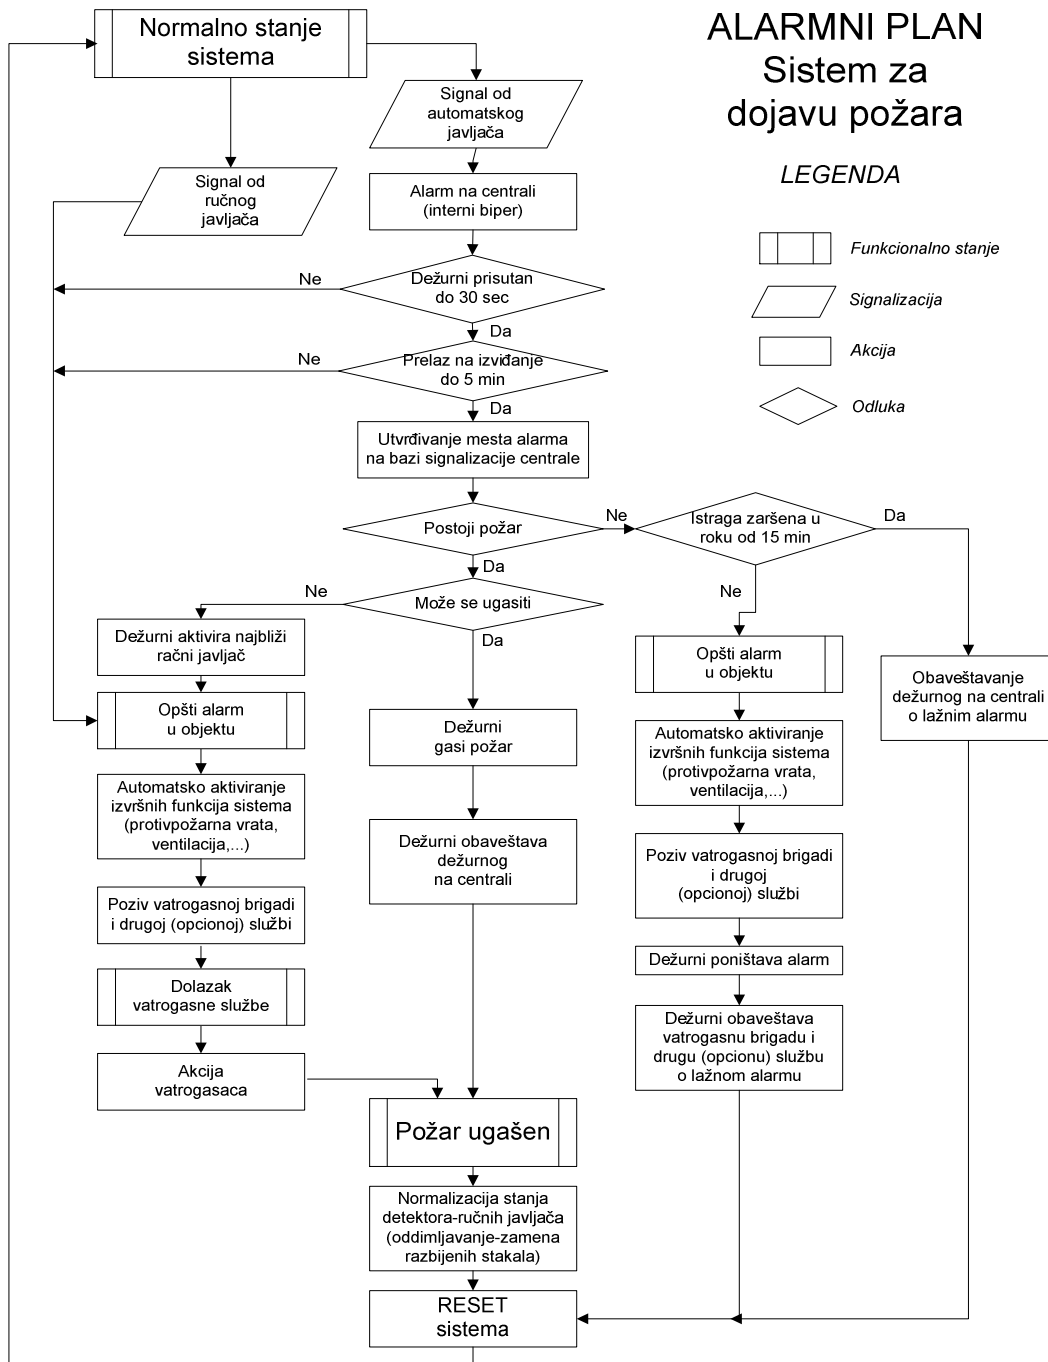 ALARMNI PLAN
Sistem za
dojavu požara
LEGENDA
Funkcionalno stanje
Signalizacija
Akcija
Odluka
Normalno stanje
sistema
Signal od
automatskog
javljača
Signal od
ručnog
javljača
Alarm na centrali
(interni biper)
Dežurni prisutan
do 30 sec
Ne
Da
Prelaz na izviđanje
do 5 min
Ne
Da
Utvrđivanje mesta alarma
na bazi signalizacije centrale
Postoji požar
Ne
Da
Istraga zaršena u
roku od 15 min
Da
Ne
Može se ugasiti
Ne
Da
Dežurni aktivira najbliži
račni javljač
Opšti alarm
u objektu
Automatsko aktiviranje
izvršnih funkcija sistema
(protivpožarna vrata,
ventilacija,...)
Poziv vatrogasnoj brigadi
i drugoj (opcionoj) službi
Dolazak
vatrogasne službe
Akcija
vatrogasaca
Dežurni
gasi požar
Dežurni obaveštava
dežurnog
na centrali
Opšti alarm
u objektu
Automatsko aktiviranje
izvršnih funkcija sistema
(protivpožarna vrata,
ventilacija,...)
Poziv vatrogasnoj brigadi
i drugoj
(opcionoj) službi
Dežurni poništava alarm
Dežurni obaveštava
vatrogasnu brigadu i
drugu (opcionu) službu
o lažnom alarmu
Obaveštavanje
dežurnog na centrali
o lažnim alarmu
Požar ugašen
Normalizacija stanja
detektora-ručnih javljača
(oddimljavanje-zamena
razbijenih stakala)
RESET
sistema